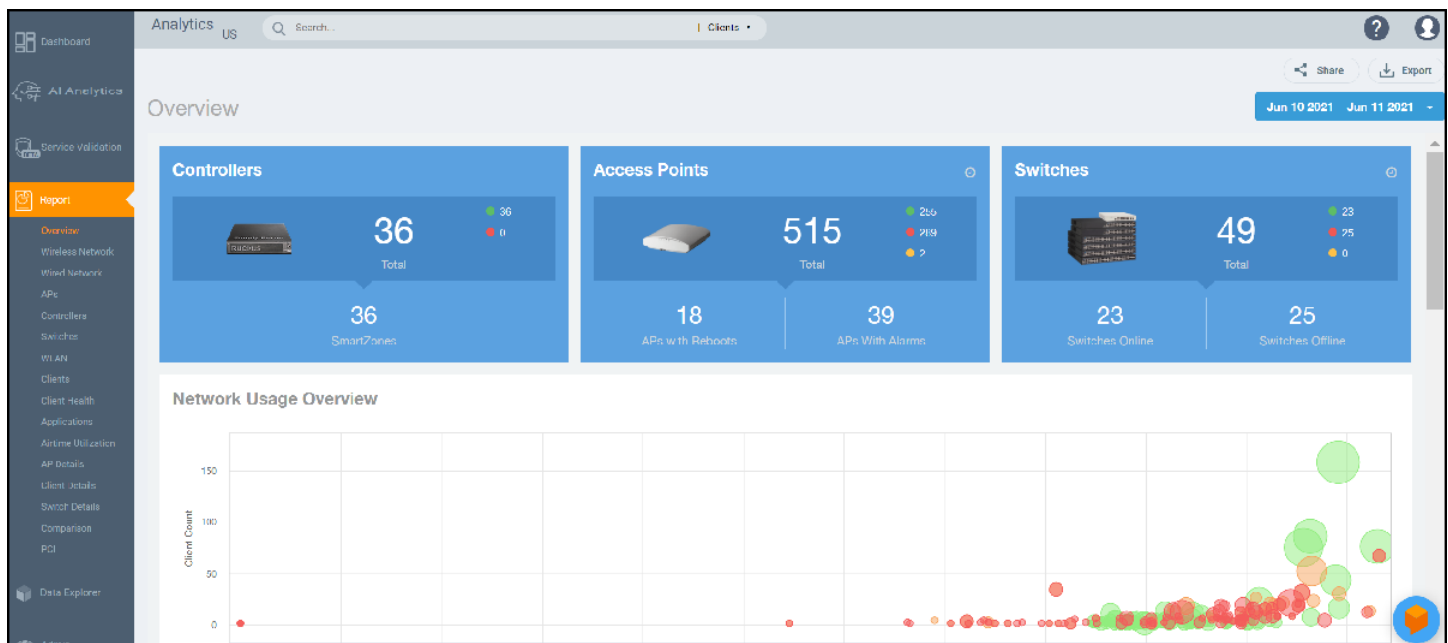 Dashboard
AI Analytics
Service Validation
Report
Overview
Wireless Network
Wired Network
APs
Controllers
Switches
WLAN
Clients
Client Health
Applications
Airtime Utilization
AP Details
Client Details
Switch Details
Comparison
PCI
Data Explorer
Analytics US
Search...
Clients
Share
Export
Overview
Jun 10 2021 Jun 11 2021
Controllers
RUCKUS
36
Total
36
0
36
SmartZones
Access Points
515
Total
255
2
18
APs with Reboots
39
APs With Alarms
Switches
49
Total
23
25
0
23
Switches Online
25
Switches Offline
Network Usage Overview
Client Count
150
100
50
0